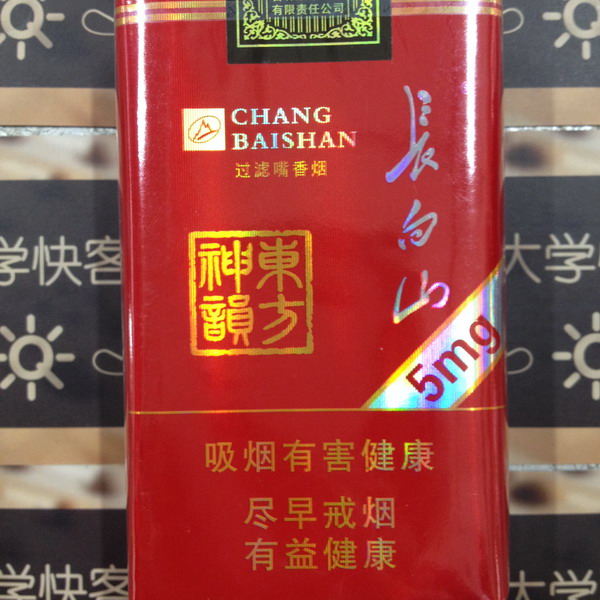 有限责任公司
CHANG
BAISHAN
过滤嘴香烟
長白山
東方
神韻
5mg
吸烟有害健康
尽早戒烟
有益健康
学快客
大学快
学快客
大学快